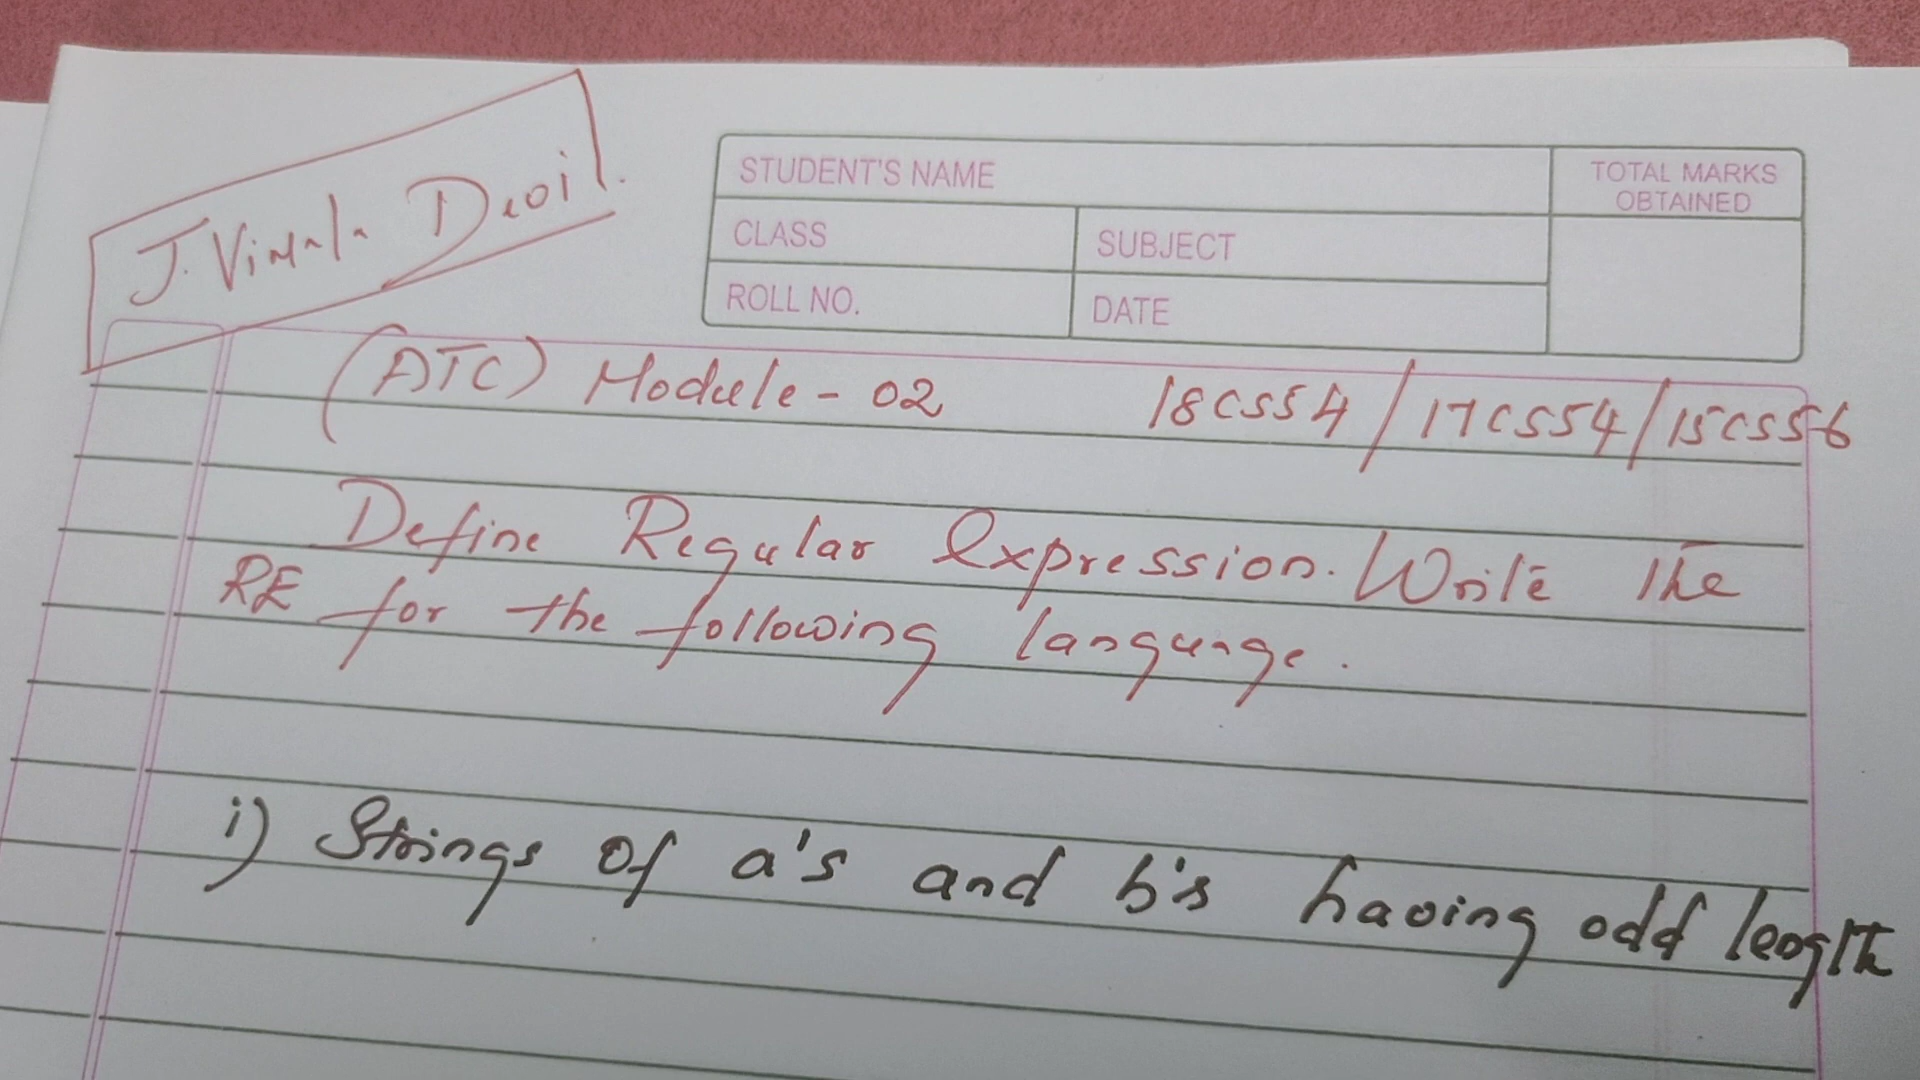 J. Vimala Devi.
STUDENT'S NAME
TOTAL MARKS
OBTAINED
CLASS
SUBJECT
ROLL NO.
DATE
(ATC) Module - 02 18CS54/17CS54/15CS56
Define Regular Expression. Write the
RE for the following language.
i) Strings of a's and b's having odd length